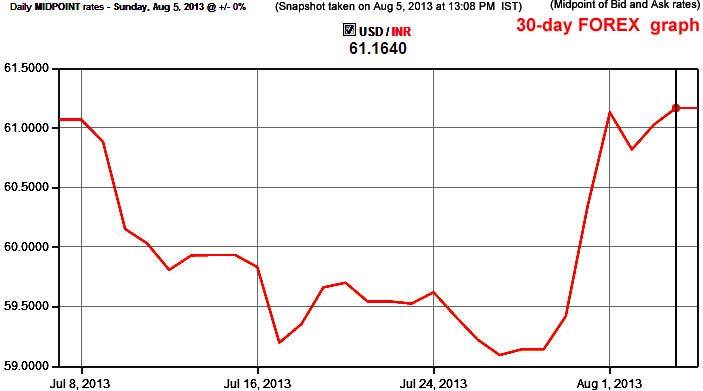 Daily MIDPOINT rates - Sunday, Aug 5, 2013 @ +/- 0% (Snapshot taken on Aug 5, 2013 at 13:08 PM IST) (Midpoint of Bid and Ask rates)
30-day FOREX graph
USD / INR
61.1640
61.5000
61.0000
60.5000
60.0000
59.5000
59.0000
Jul 8, 2013 Jul 16, 2013 Jul 24, 2013 Aug 1, 2013